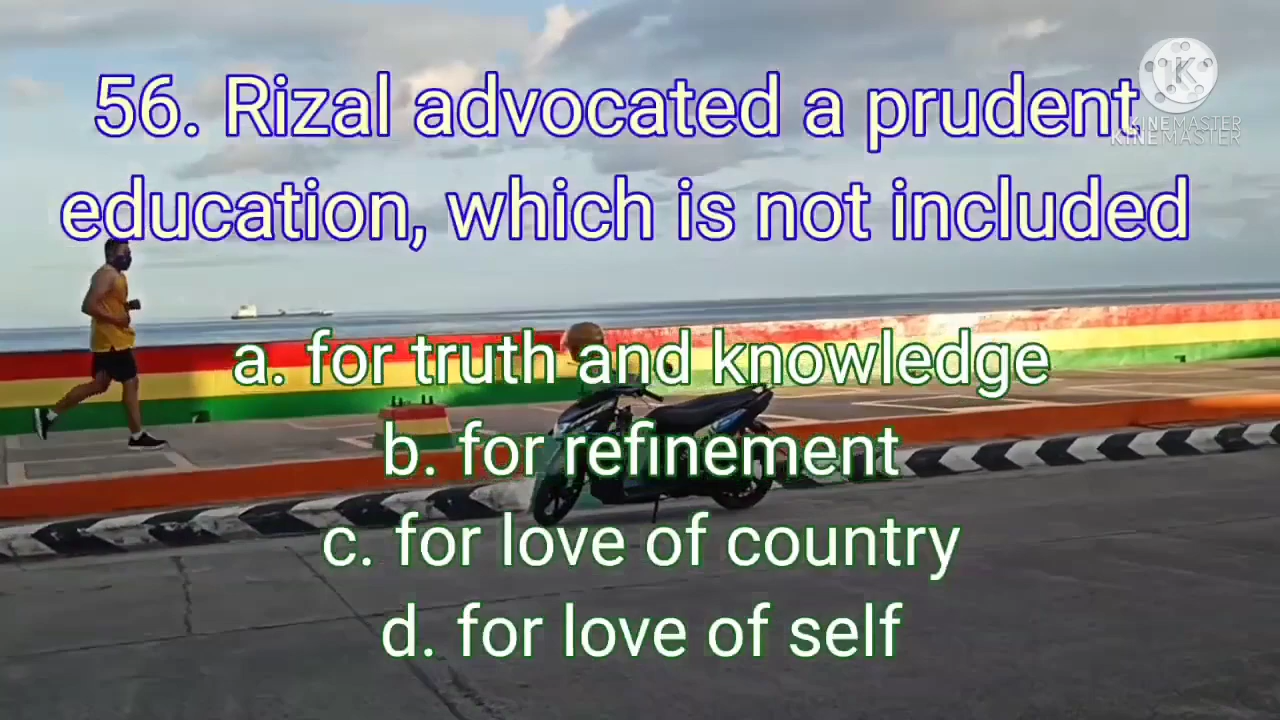 56. Rizal advocated a prudent
education, which is not included
a. for truth and knowledge
b. for refinement
c. for love of country
d. for love of self
K
KINEMASTER
KINEMASTER